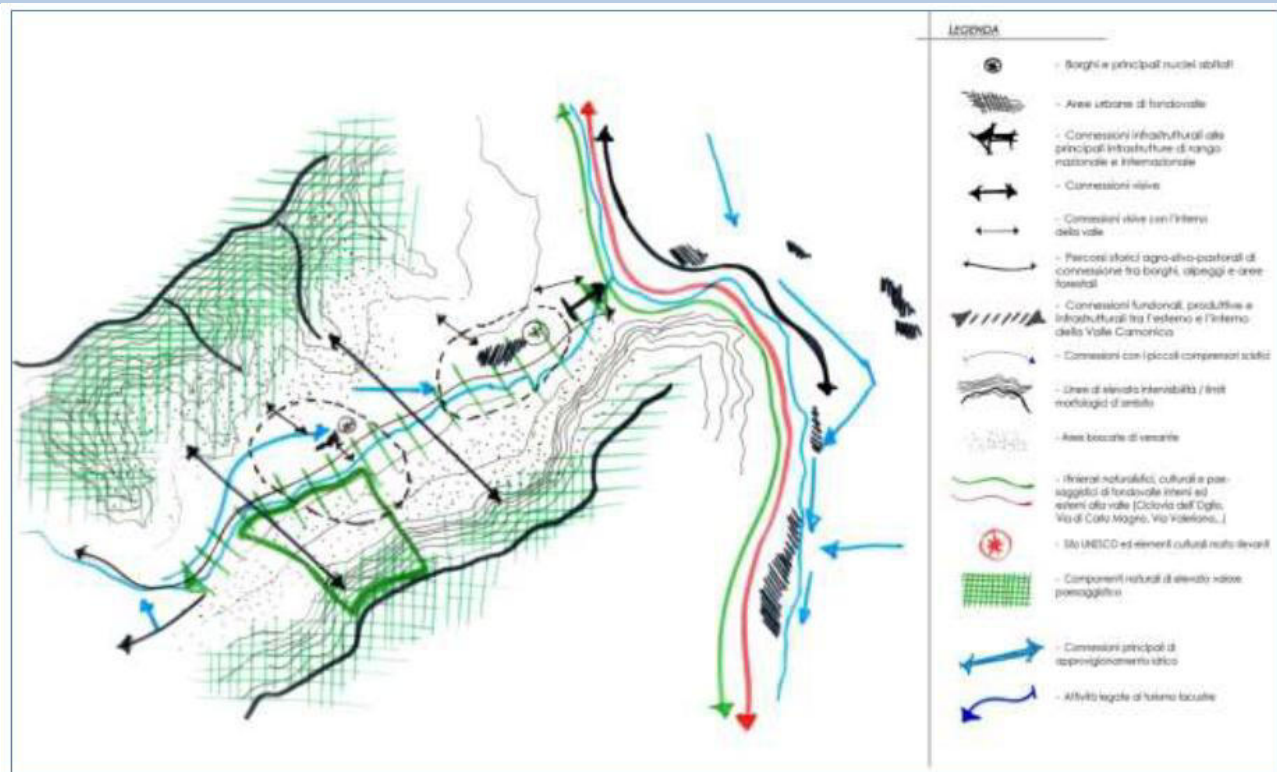 LEGENDA
- Borghi e principali nuclei abitati
- Aree urbane di fondovalle
- Connessioni infrastrutturali alle
principali infrastrutture di rango
nazionale e internazionale
- Connessioni visive
- Connessioni visive con l'interno
della valle
- Percorsi storici agro-silvo-pastorali di
connessione tra borghi, alpeggi e aree
forestali
- Connessioni funzionali, produttive e
infrastrutturali tra l'esterno e l'interno
della Valle Camonica
- Connessioni con i piccoli comprensori sciistici
- Linee di elevata intervisibilità / limiti
morfologici d'ambito
- Aree boscate di versante
- Itinerari naturalistici, culturali e pae-
saggistici di fondovalle interni ed
esterni alla valle (Ciclovia dell'Oglio,
Via di Carlo Magno, Via Valeriana...)
- Sito UNESCO ed elementi culturali molto rilevanti
- Componenti naturali di elevato valore
paesaggistico
- Connessioni principali di
approvigionamento idrico
- Attività legate al turismo lacustre